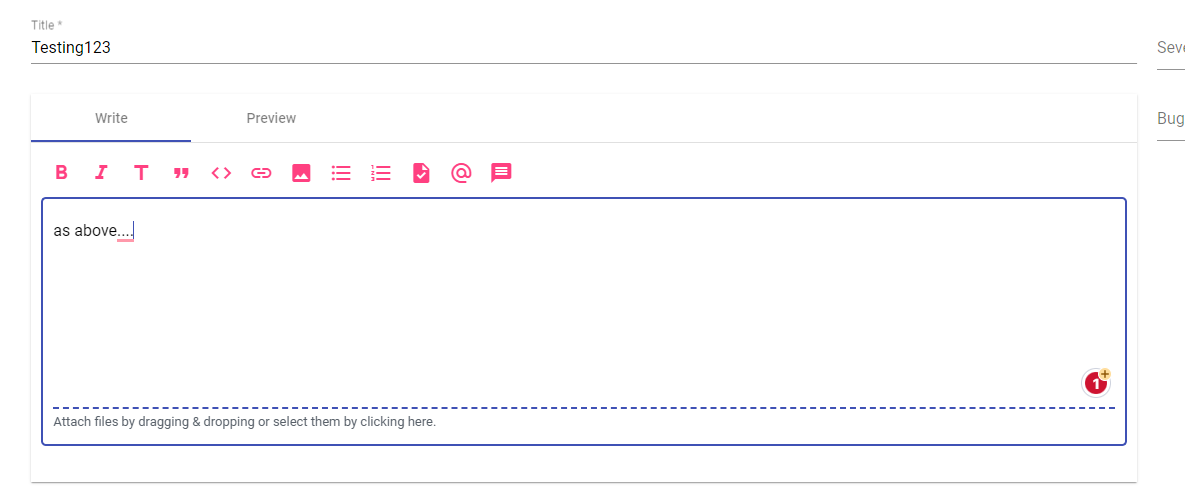 Title *
Testing123
Seve
Write
Preview
Bug
as above....
1
Attach files by dragging & dropping or select them by clicking here.